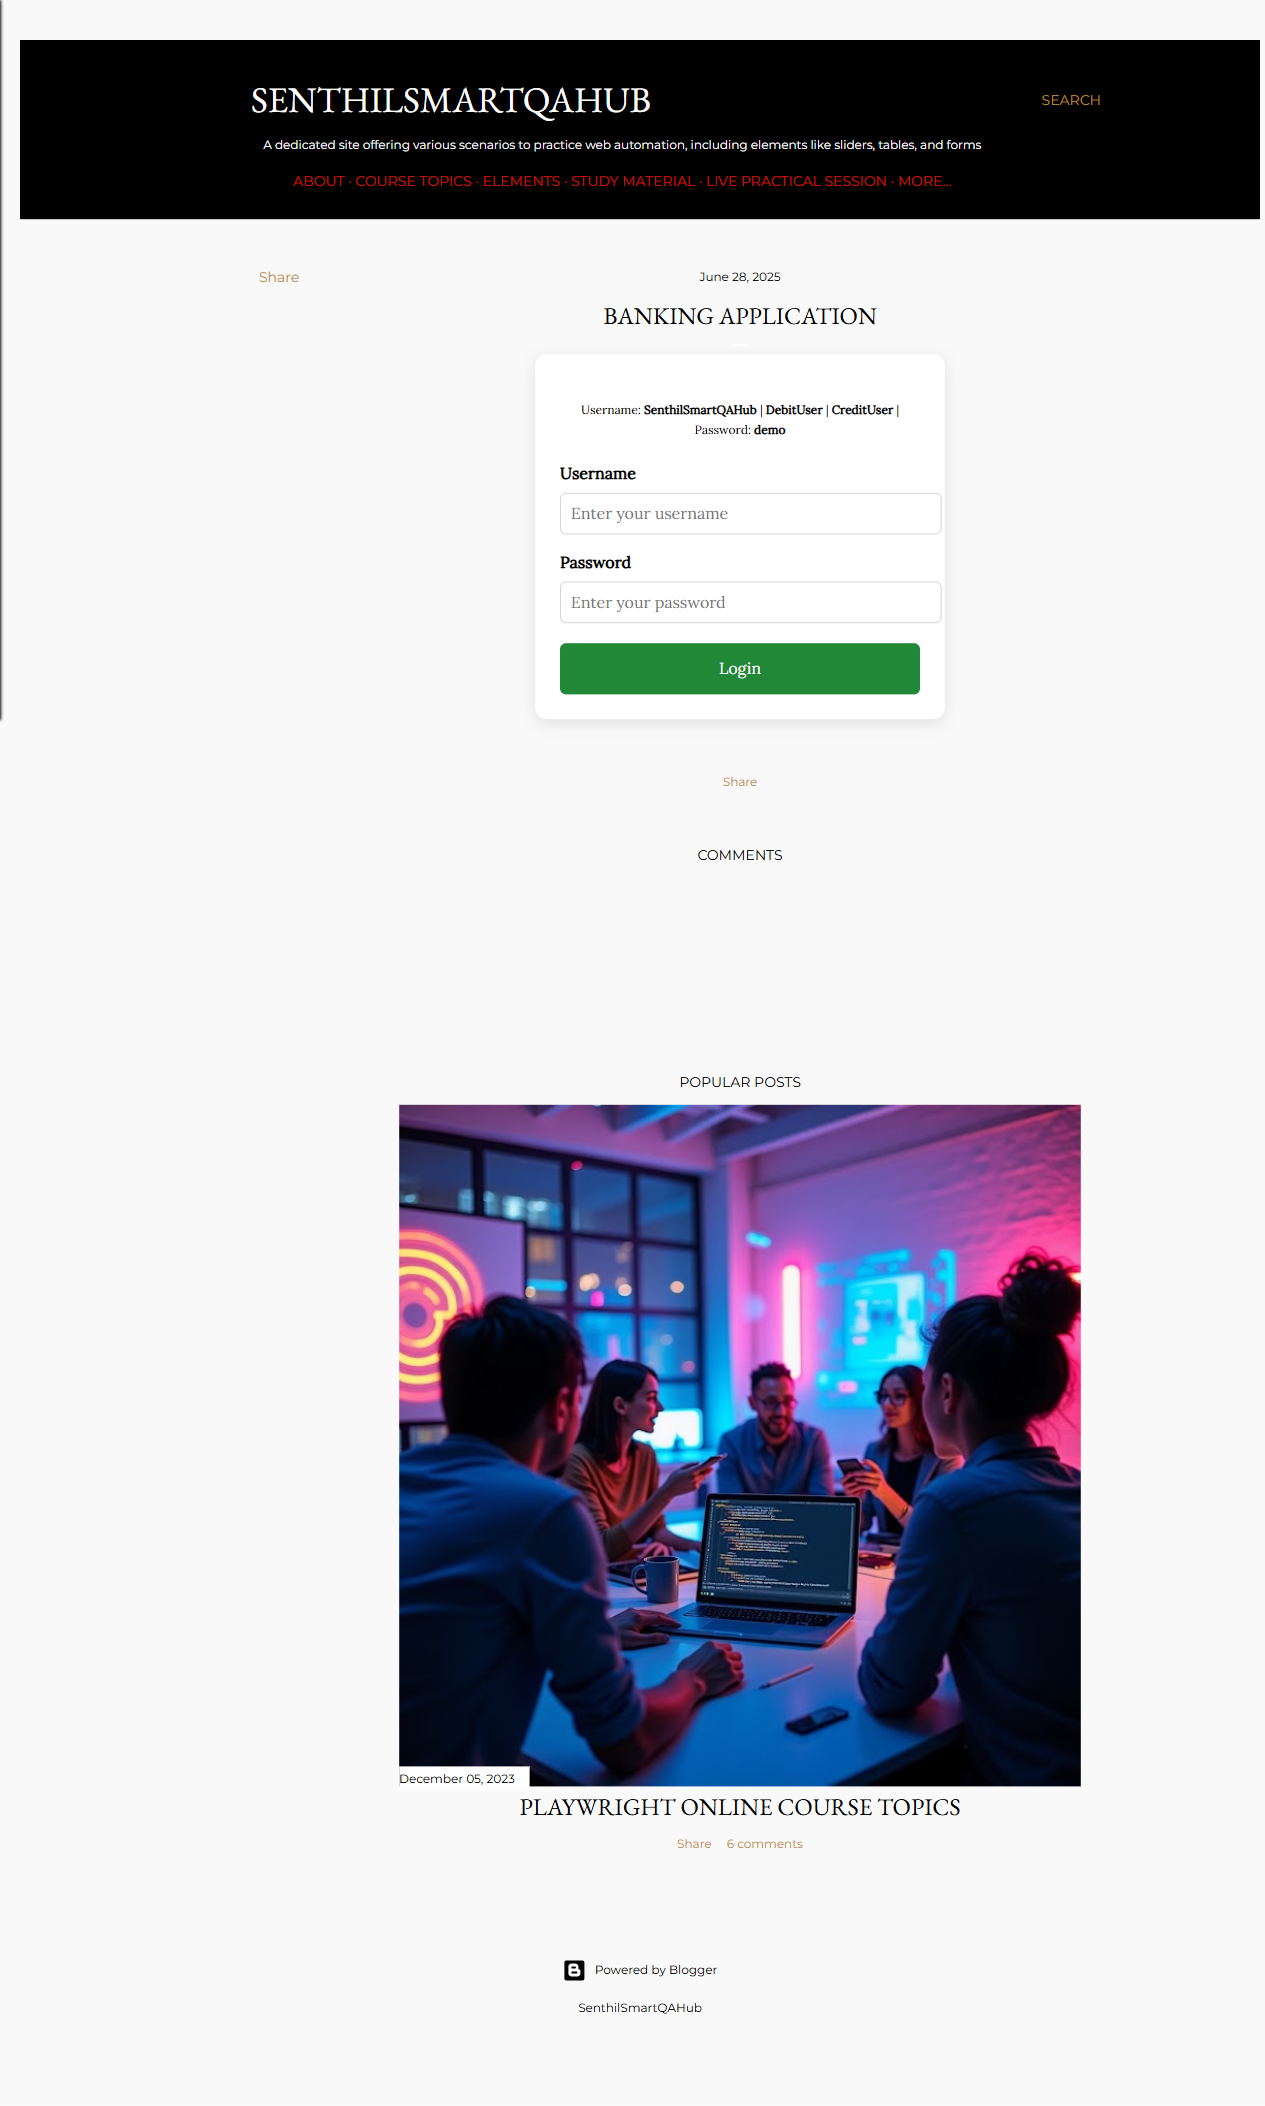 SENTHILSMARTQAHUB
SEARCH
A dedicated site offering various scenarios to practice web automation, including elements like sliders, tables, and forms
ABOUT · COURSE TOPICS · ELEMENTS · STUDY MATERIAL · LIVE PRACTICAL SESSION · MORE…
Share
June 28, 2025
BANKING APPLICATION
Username: SenthilSmartQAHub | DebitUser | CreditUser |
Password: demo
Username
Enter your username
Password
Enter your password
Login
Share
COMMENTS
POPULAR POSTS
December 05, 2023
PLAYWRIGHT ONLINE COURSE TOPICS
Share 6 comments
Powered by Blogger
SenthilSmartQAHub